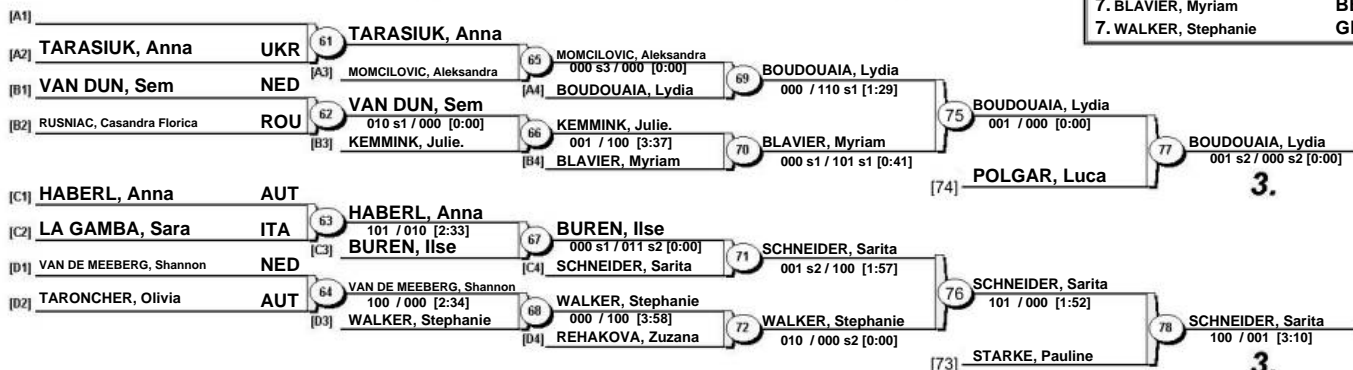 7. BLAVIER, Myriam
7. WALKER, Stephanie
[A1]
[A2] TARASIUK, Anna UKR
61 TARASIUK, Anna
[A3] MOMCILOVIC, Aleksandra
65 MOMCILOVIC, Aleksandra
000 s3 / 000 [0:00]
[A4] BOUDOUAIA, Lydia
69 BOUDOUAIA, Lydia
000 / 110 s1 [1:29]
[B1] VAN DUN, Sem NED
[B2] RUSNIAC, Casandra Florica ROU
62 VAN DUN, Sem
010 s1 / 000 [0:00]
[B3] KEMMINK, Julie.
66 KEMMINK, Julie.
001 / 100 [3:37]
[B4] BLAVIER, Myriam
70 BLAVIER, Myriam
000 s1 / 101 s1 [0:41]
75 BOUDOUAIA, Lydia
001 / 000 [0:00]
[74] POLGAR, Luca
77 BOUDOUAIA, Lydia
001 s2 / 000 s2 [0:00]
3.
[C1] HABERL, Anna AUT
[C2] LA GAMBA, Sara ITA
63 HABERL, Anna
101 / 010 [2:33]
[C3] BUREN, Ilse
67 BUREN, Ilse
000 s1 / 011 s2 [0:00]
[C4] SCHNEIDER, Sarita
71 SCHNEIDER, Sarita
001 s2 / 100 [1:57]
[D1] VAN DE MEEBERG, Shannon NED
[D2] TARONCHER, Olivia AUT
64 VAN DE MEEBERG, Shannon
100 / 000 [2:34]
[D3] WALKER, Stephanie
68 WALKER, Stephanie
000 / 100 [3:58]
[D4] REHAKOVA, Zuzana
72 WALKER, Stephanie
010 / 000 s2 [0:00]
76 SCHNEIDER, Sarita
101 / 000 [1:52]
[73] STARKE, Pauline
78 SCHNEIDER, Sarita
100 / 001 [3:10]
3.